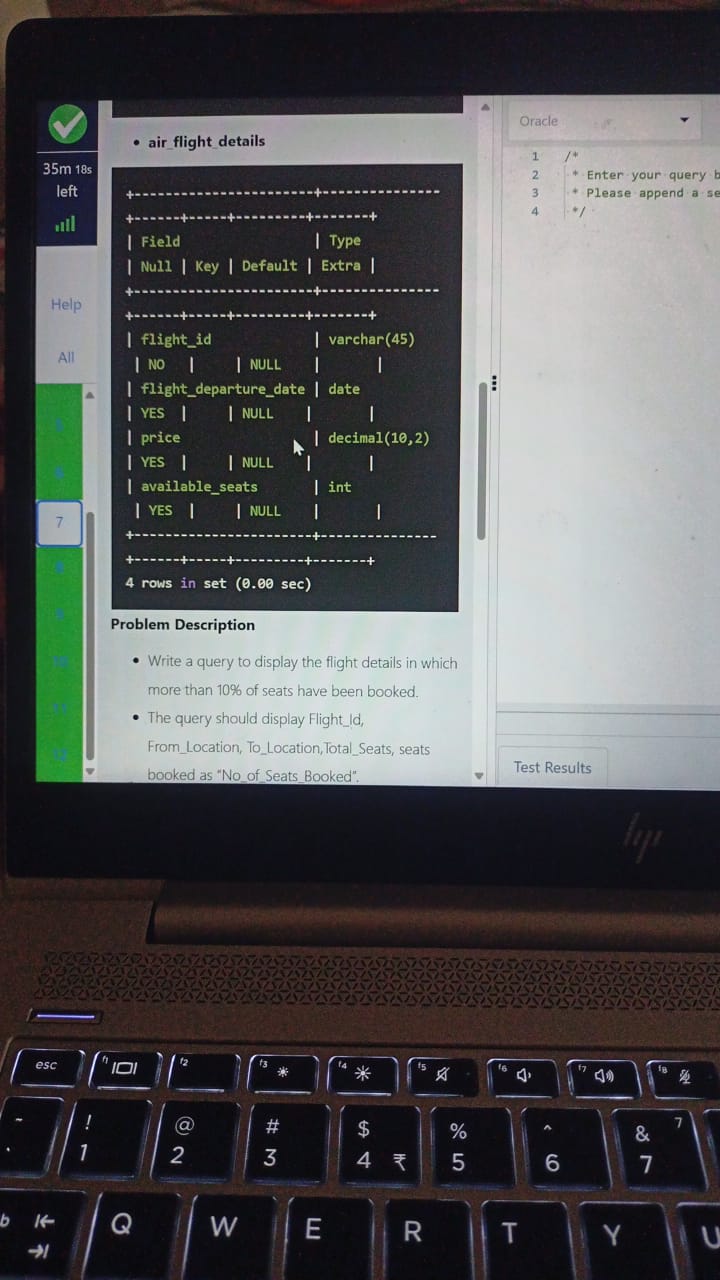 • air_flight_details
35m 18s
left
Help
All
7
+-----------------------+---------------
+------+-----+---------+-------+
| Field | Type
| Null | Key | Default | Extra |
+-----------------------+---------------
+------+-----+---------+-------+
| flight_id | varchar(45)
| NO | | NULL | |
| flight_departure_date | date
| YES | | NULL | |
| price | decimal(10,2)
| YES | | NULL | |
| available_seats | int
| YES | | NULL | |
+-----------------------+---------------
+------+-----+---------+-------+
4 rows in set (0.00 sec)
Problem Description
• Write a query to display the flight details in which
more than 10% of seats have been booked.
• The query should display Flight_Id,
From_Location, To_Location,Total_Seats, seats
booked as "No_of_Seats_Booked".
Oracle
1 /*
2 * Enter your query b
3 * Please append a se
4 */
Test Results
hp
esc f1 f2 f3 f4 f5 f6 f7 f8
! @ # $ % ^ & 7
1 2 3 4 ₹ 5 6 7
b Q W E R T Y U